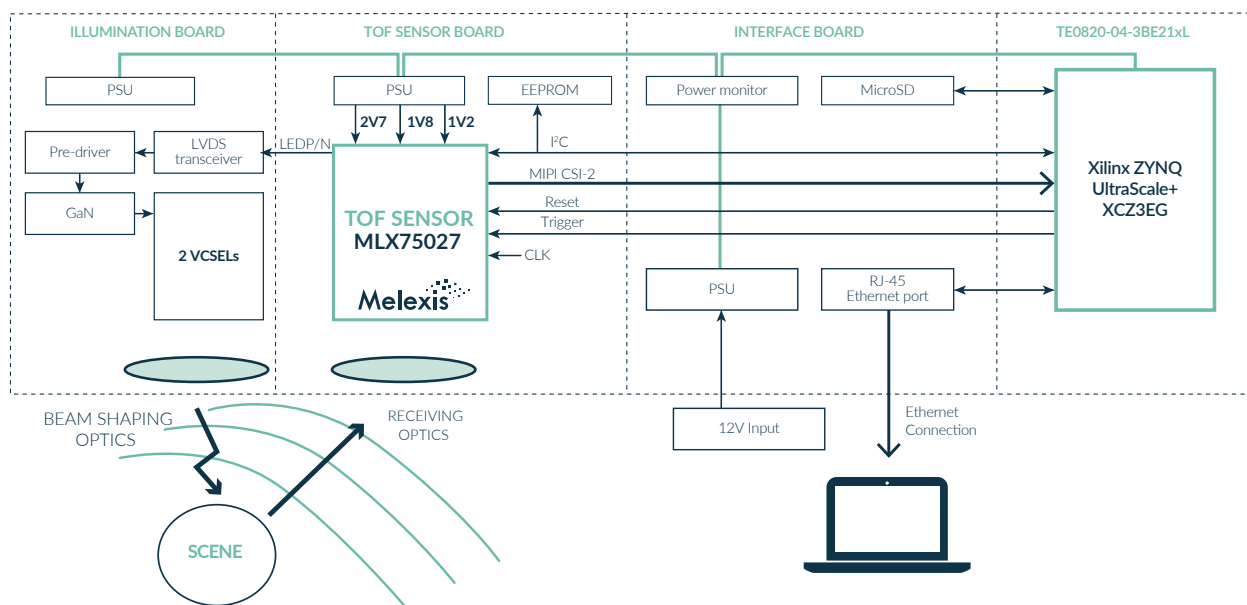 ILLUMINATION BOARD
TOF SENSOR BOARD
INTERFACE BOARD
TE0820-04-3BE21xL
PSU
PSU
EEPROM
Power monitor
MicroSD
2V7
1V8
1V2
Pre-driver
LVDS
transceiver
LEDP/N
I²C
MIPI CSI-2
Reset
Trigger
CLK
GaN
2 VCSELs
TOF SENSOR
MLX75027
Melexis
Xilinx ZYNQ
UltraScale+
XCZ3EG
PSU
RJ-45
Ethernet port
BEAM SHAPING
OPTICS
RECEIVING
OPTICS
12V Input
Ethernet
Connection
SCENE